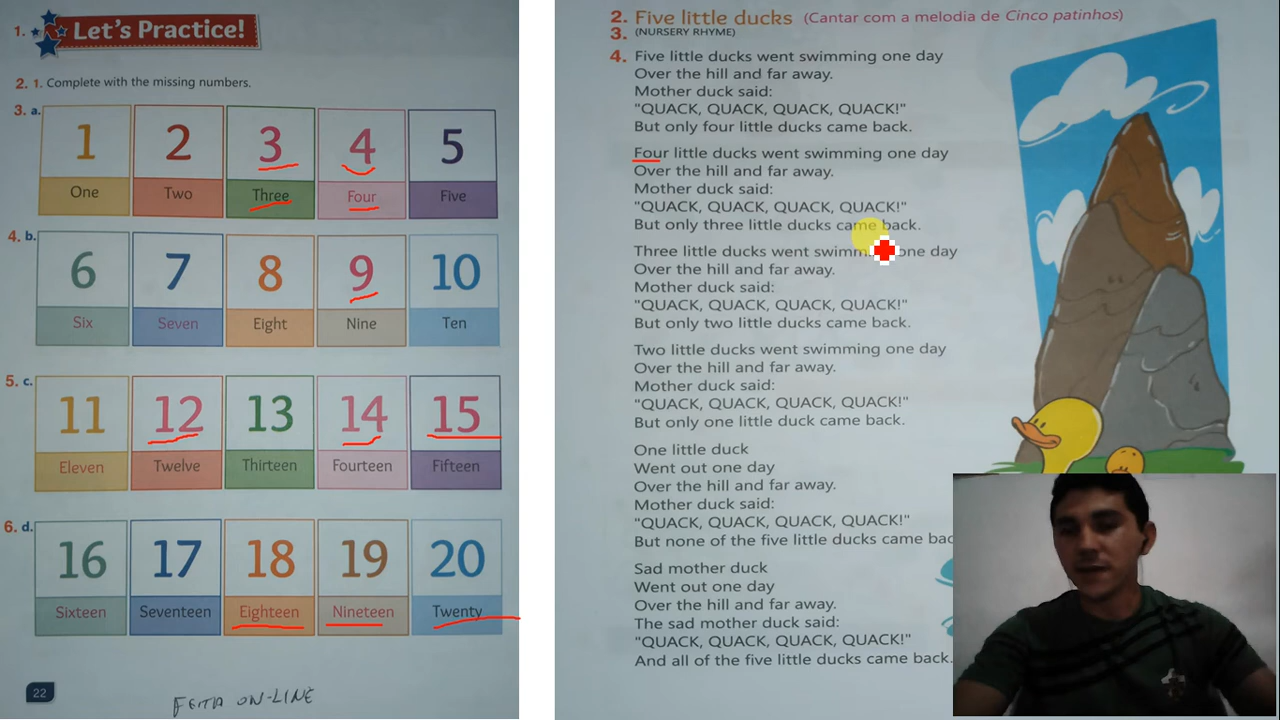 1. Let's Practice!
2. 1. Complete with the missing numbers.
3. a.
1 2 3 4 5
One Two Three Four Five
4. b.
6 7 8 9 10
Six Seven Eight Nine Ten
5. c.
11 12 13 14 15
Eleven Twelve Thirteen Fourteen Fifteen
6. d.
16 17 18 19 20
Sixteen Seventeen Eighteen Nineteen Twenty
22
FEITA ON-LINE
2. Five little ducks (Cantar com a melodia de Cinco patinhos)
3. (NURSERY RHYME)
4. Five little ducks went swimming one day
Over the hill and far away.
Mother duck said:
"QUACK, QUACK, QUACK, QUACK!"
But only four little ducks came back.
Four little ducks went swimming one day
Over the hill and far away.
Mother duck said:
"QUACK, QUACK, QUACK, QUACK!"
But only three little ducks came back.
Three little ducks went swimm one day
Over the hill and far away.
Mother duck said:
"QUACK, QUACK, QUACK, QUACK!"
But only two little ducks came back.
Two little ducks went swimming one day
Over the hill and far away.
Mother duck said:
"QUACK, QUACK, QUACK, QUACK!"
But only one little duck came back.
One little duck
Went out one day
Over the hill and far away.
Mother duck said:
"QUACK, QUACK, QUACK, QUACK!"
But none of the five little ducks came bac
Sad mother duck
Went out one day
Over the hill and far away.
The sad mother duck said:
"QUACK, QUACK, QUACK, QUACK!"
And all of the five little ducks came back.